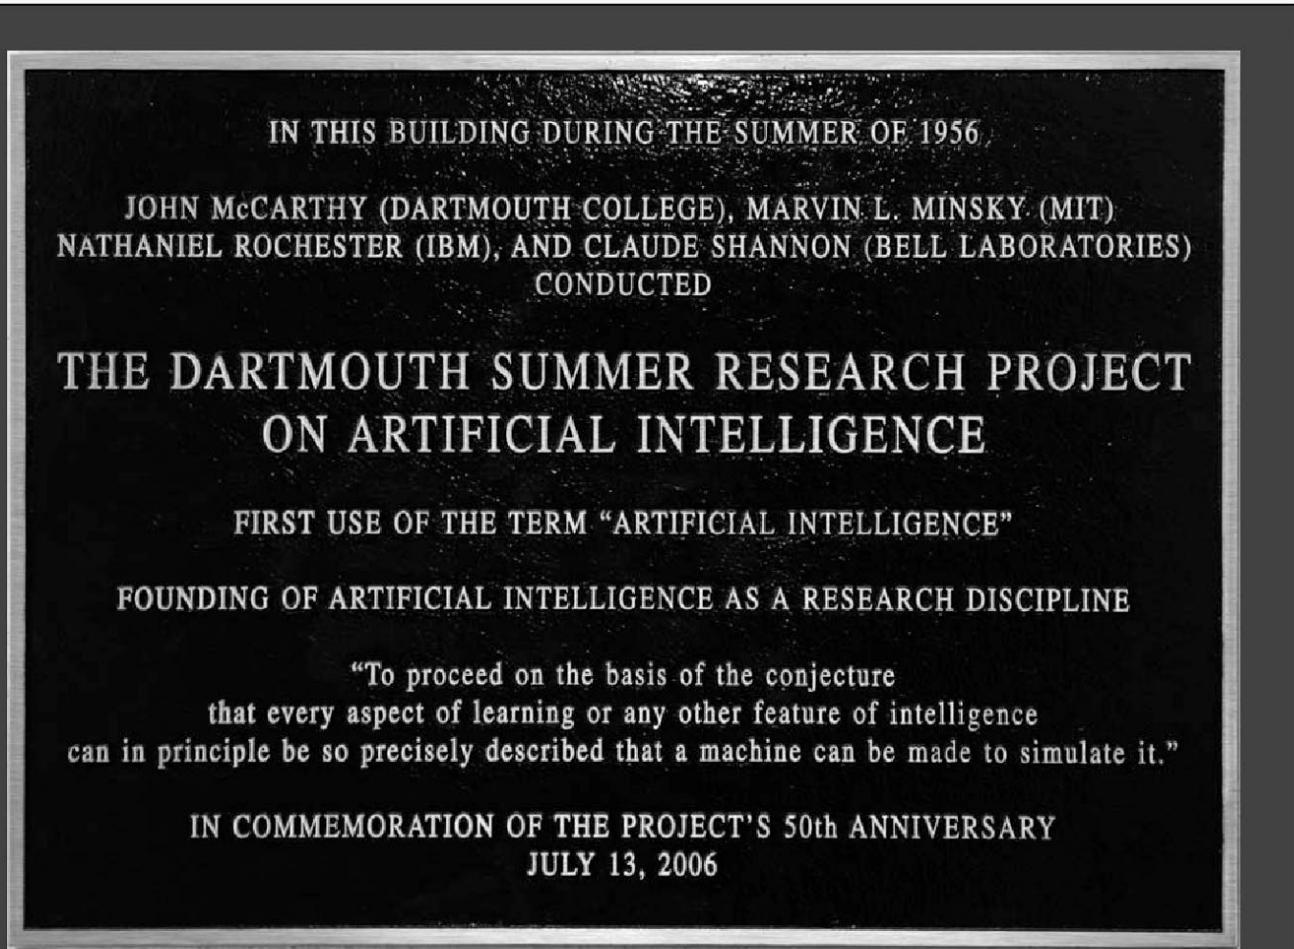 IN THIS BUILDING DURING THE SUMMER OF 1956
JOHN McCARTHY (DARTMOUTH COLLEGE), MARVIN L. MINSKY (MIT)
NATHANIEL ROCHESTER (IBM), AND CLAUDE SHANNON (BELL LABORATORIES)
CONDUCTED
THE DARTMOUTH SUMMER RESEARCH PROJECT
ON ARTIFICIAL INTELLIGENCE
FIRST USE OF THE TERM “ARTIFICIAL INTELLIGENCE”
FOUNDING OF ARTIFICIAL INTELLIGENCE AS A RESEARCH DISCIPLINE
“To proceed on the basis of the conjecture
that every aspect of learning or any other feature of intelligence
can in principle be so precisely described that a machine can be made to simulate it.”
IN COMMEMORATION OF THE PROJECT'S 50th ANNIVERSARY
JULY 13, 2006